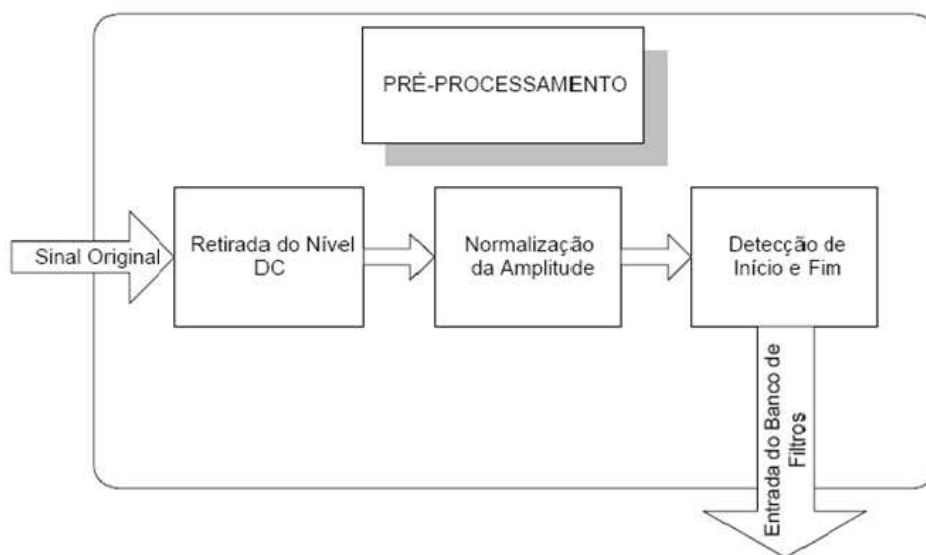 PRÉ-PROCESSAMENTO
Sinal Original
Retirada do Nível
DC
Normalização
da Amplitude
Detecção de
Início e Fim
Entrada do Banco de
Filtros